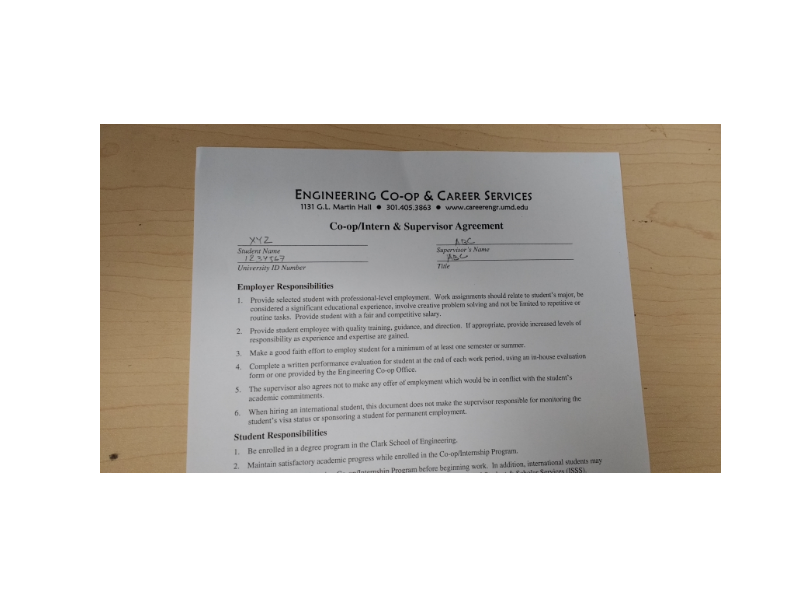 ENGINEERING CO-OP & CAREER SERVICES
1131 G.L. Martin Hall ● 301.405.3863 ● www.careerengr.umd.edu
Co-op/Intern & Supervisor Agreement
XYZ ABC
Student Name Supervisor's Name
1234567 ABC
University ID Number Title
Employer Responsibilities
1. Provide selected student with professional-level employment. Work assignments should relate to student's major, be
considered a significant educational experience, involve creative problem solving and not be limited to repetitive or
routine tasks. Provide student with a fair and competitive salary.
2. Provide student employee with quality training, guidance, and direction. If appropriate, provide increased levels of
responsibility as experience and expertise are gained.
3. Make a good faith effort to employ student for a minimum of at least one semester or summer.
4. Complete a written performance evaluation for student at the end of each work period, using an in-house evaluation
form or one provided by the Engineering Co-op Office.
5. The supervisor also agrees not to make any offer of employment which would be in conflict with the student's
academic commitments.
6. When hiring an international student, this document does not make the supervisor responsible for monitoring the
student's visa status or sponsoring a student for permanent employment.
Student Responsibilities
1. Be enrolled in a degree program in the Clark School of Engineering.
2. Maintain satisfactory academic progress while enrolled in the Co-op/Internship Program.
Co-op/Internship Program before beginning work. In addition, international students may
& Scholar Services (ISSS)